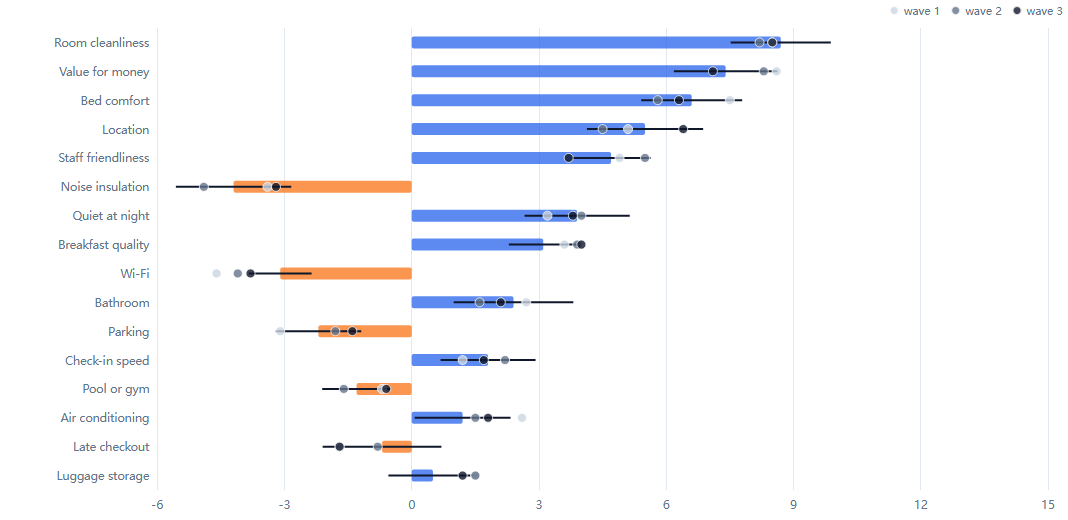 wave 1 wave 2 wave 3
Room cleanliness
Value for money
Bed comfort
Location
Staff friendliness
Noise insulation
Quiet at night
Breakfast quality
Wi-Fi
Bathroom
Parking
Check-in speed
Pool or gym
Air conditioning
Late checkout
Luggage storage
-6 -3 0 3 6 9 12 15